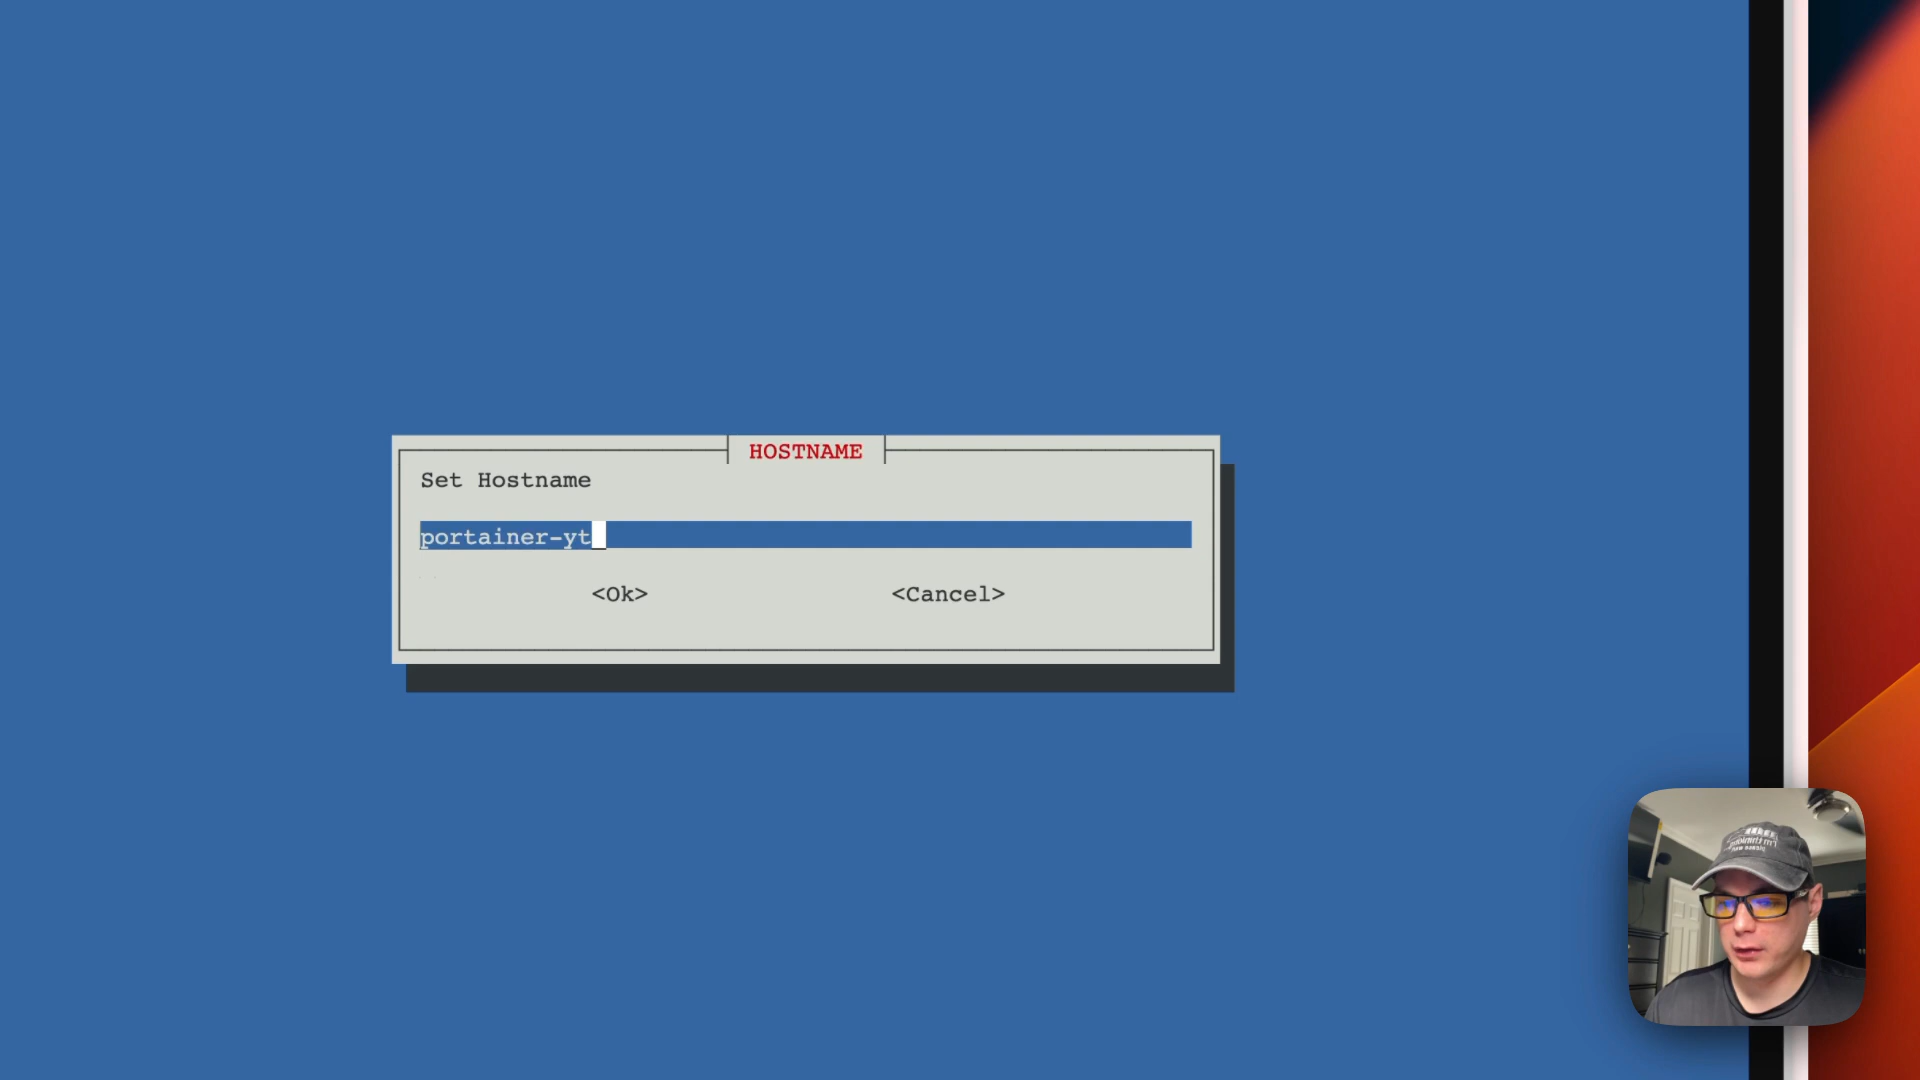 HOSTNAME
Set Hostname
portainer-yt
<Ok>
<Cancel>